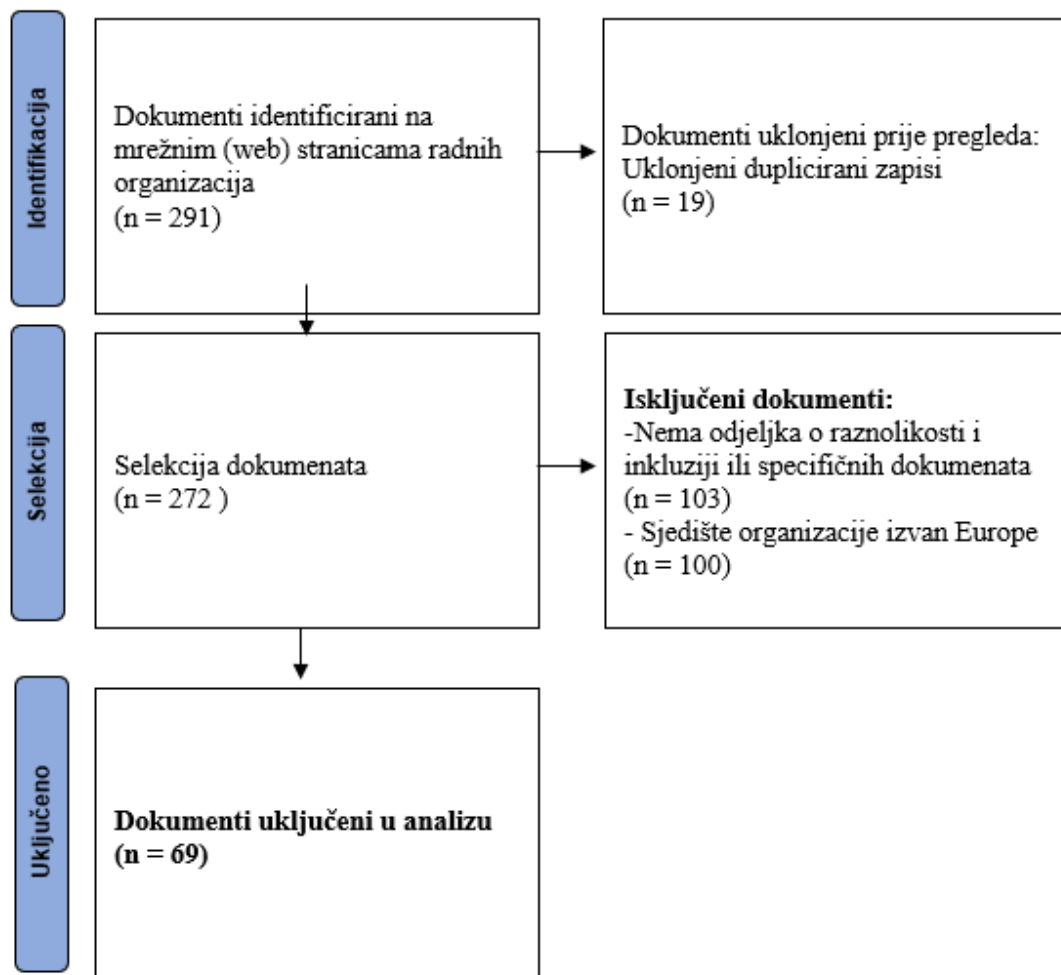 Identifikacija
Dokumenti identificirani na
mrežnim (web) stranicama radnih
organizacija
(n = 291)
Dokumenti uklonjeni prije pregleda:
Uklonjeni duplicirani zapisi
(n = 19)
Selekcija
Selekcija dokumenata
(n = 272 )
Isključeni dokumenti:
-Nema odjeljka o raznolikosti i
inkluziji ili specifičnih dokumenata
(n = 103)
- Sjedište organizacije izvan Europe
(n = 100)
Uključeno
Dokumenti uključeni u analizu
(n = 69)